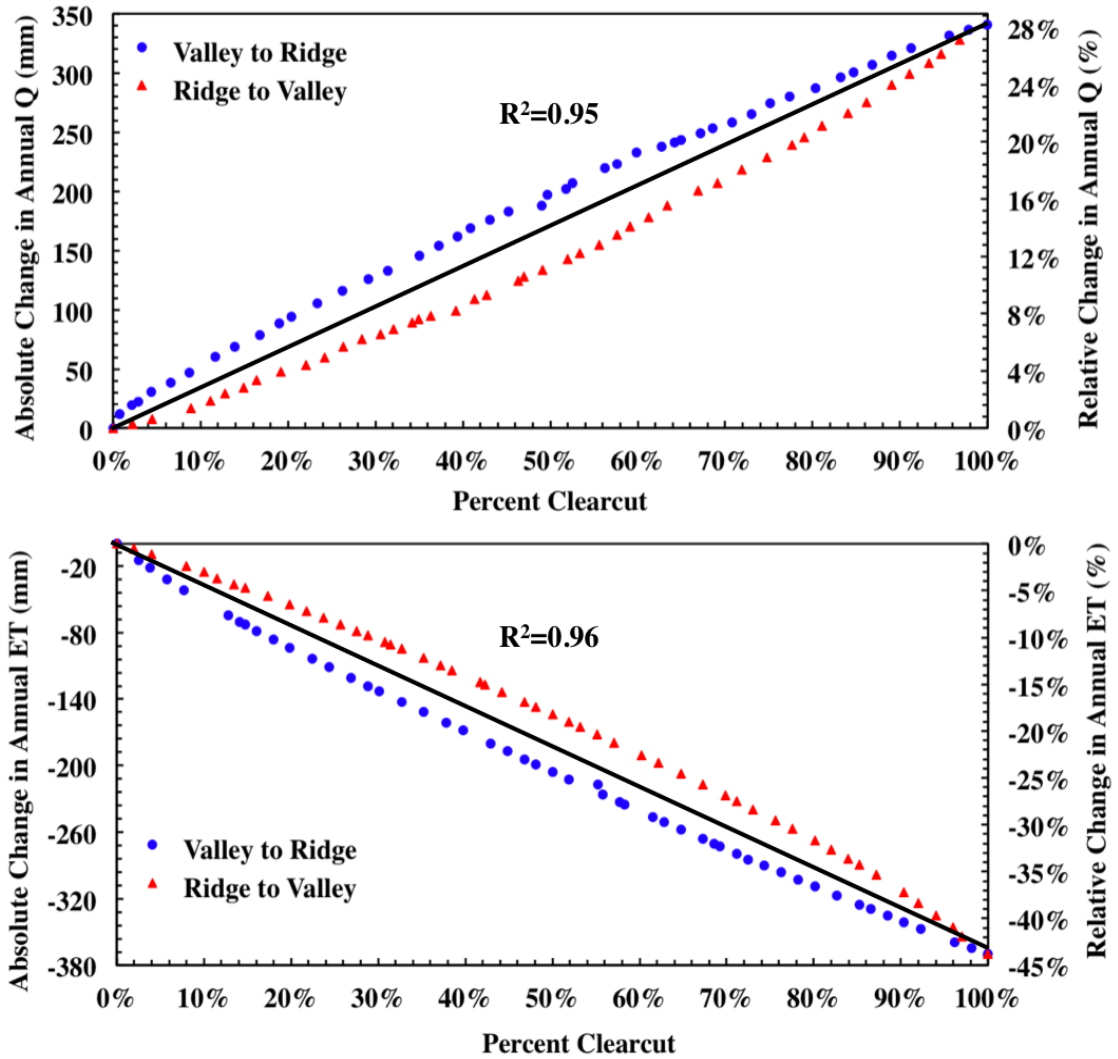 350
300
250
200
150
100
50
0
Absolute Change in Annual Q (mm)
Valley to Ridge
Ridge to Valley
R²=0.95
28%
24%
20%
16%
12%
8%
4%
0%
Relative Change in Annual Q (%)
0% 10% 20% 30% 40% 50% 60% 70% 80% 90% 100%
Percent Clearcut
-20
-80
-140
-200
-260
-320
-380
Absolute Change in Annual ET (mm)
R²=0.96
Valley to Ridge
Ridge to Valley
0%
-5%
-10%
-15%
-20%
-25%
-30%
-35%
-40%
-45%
Relative Change in Annual ET (%)
0% 10% 20% 30% 40% 50% 60% 70% 80% 90% 100%
Percent Clearcut